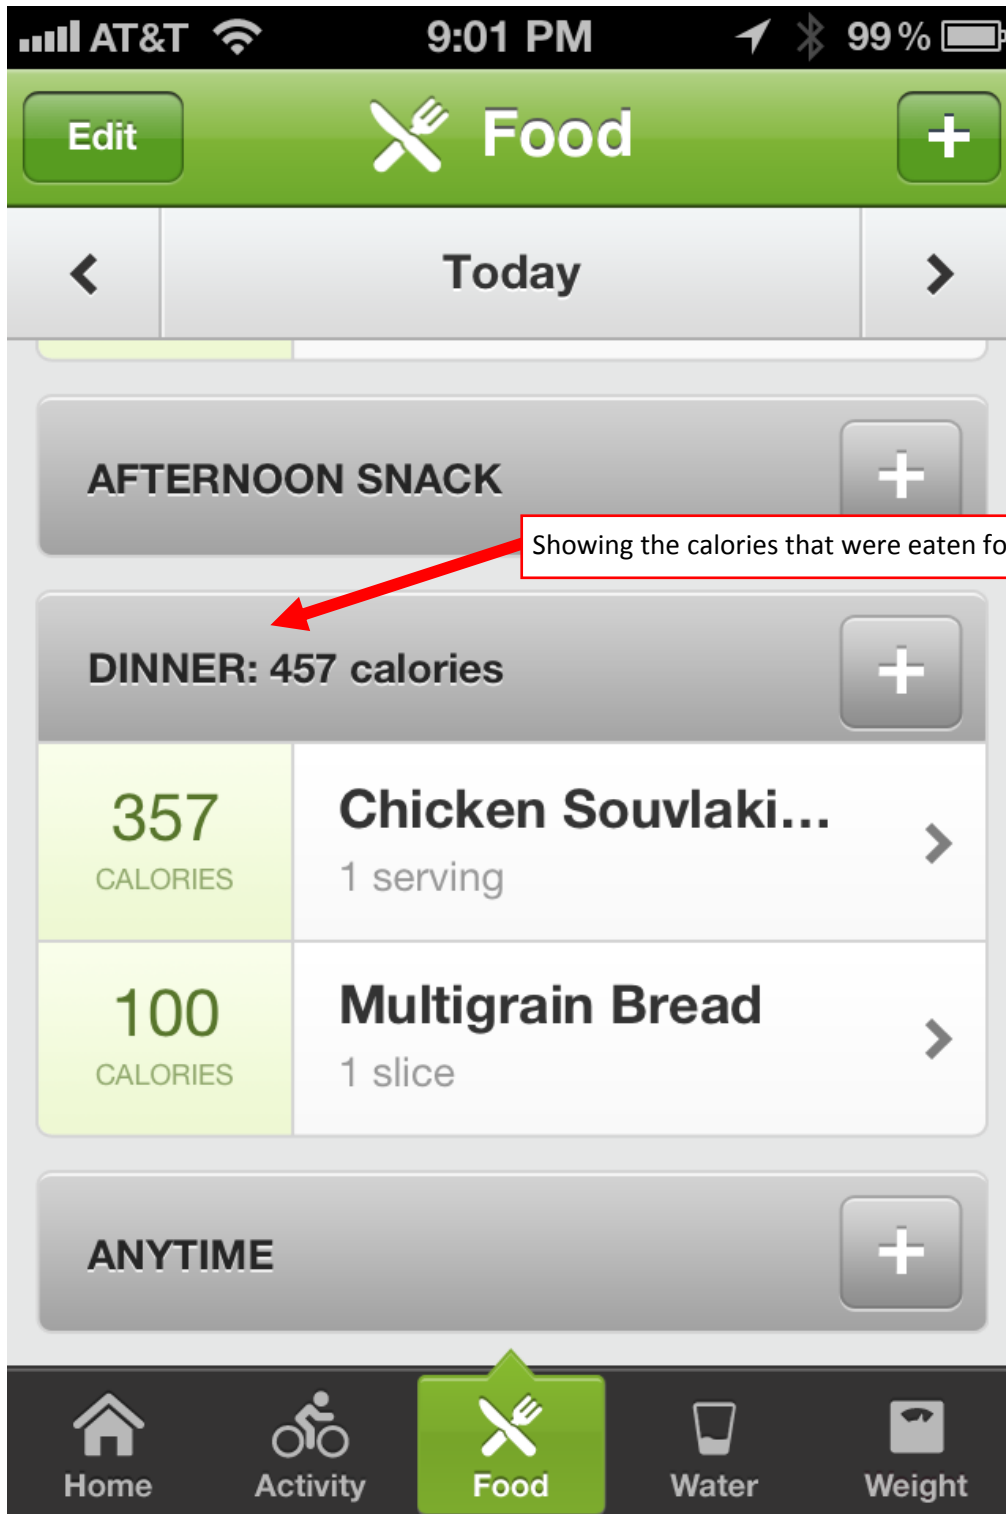 AT&T 9:01 PM 99%
Edit Food +
Today
AFTERNOON SNACK +
Showing the calories that were eaten fo
DINNER: 457 calories +
357 CALORIES
Chicken Souvlaki...
1 serving
100 CALORIES
Multigrain Bread
1 slice
ANYTIME +
Home Activity Food Water Weight